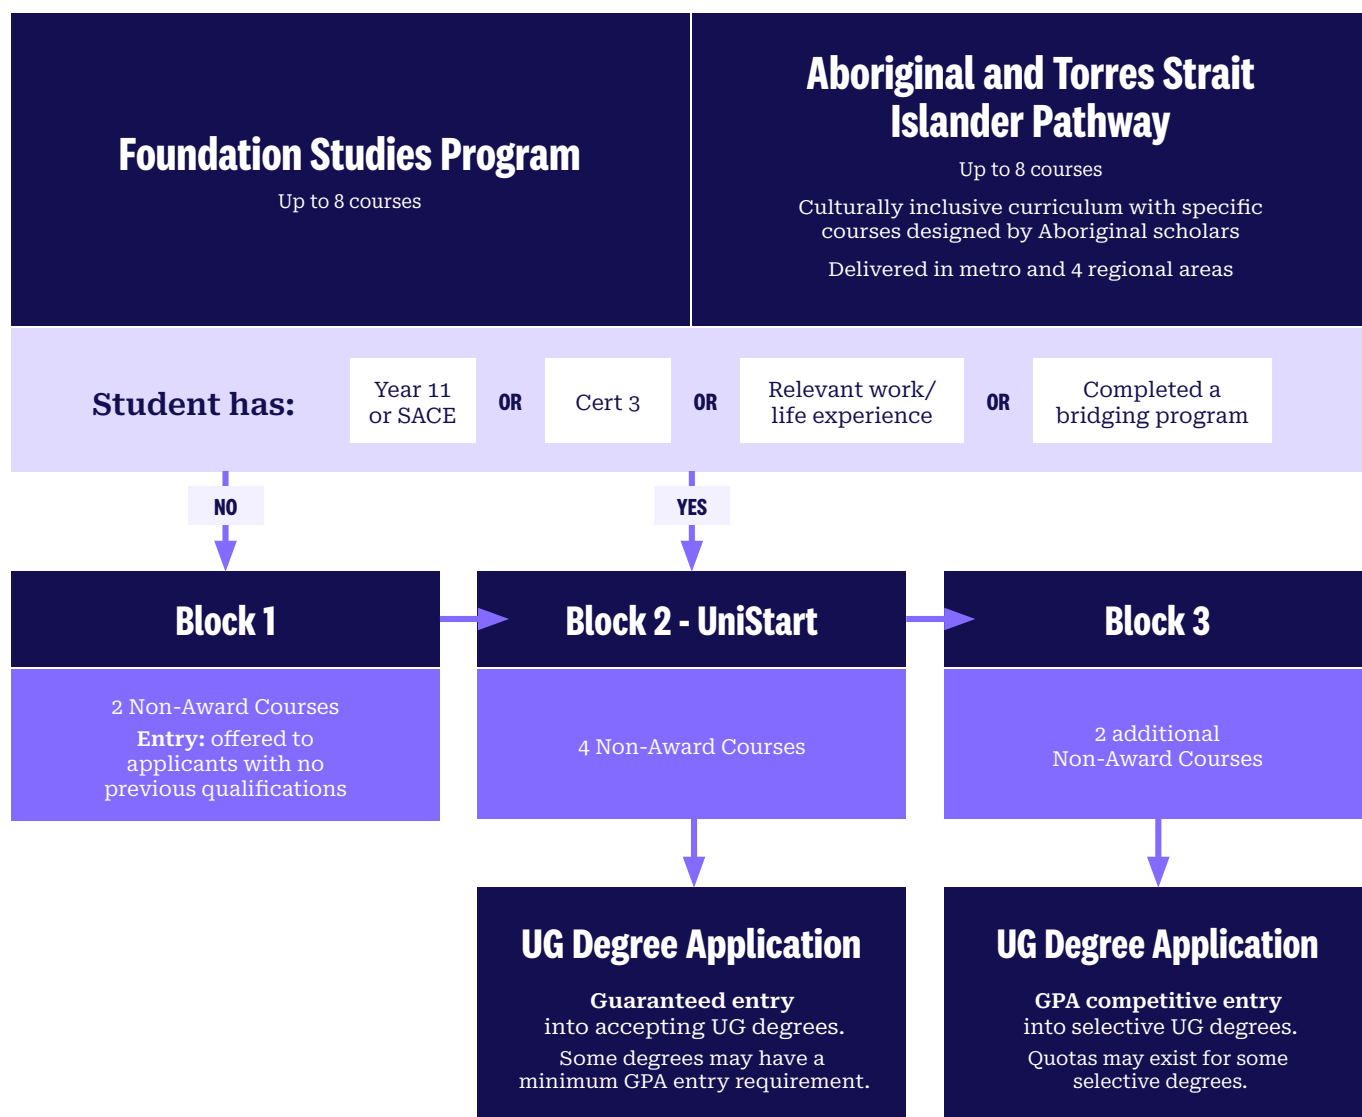 Foundation Studies Program
Up to 8 courses
Aboriginal and Torres Strait
Islander Pathway
Up to 8 courses
Culturally inclusive curriculum with specific
courses designed by Aboriginal scholars
Delivered in metro and 4 regional areas
Student has:
Year 11
or SACE
OR
Cert 3
OR
Relevant work/
life experience
OR
Completed a
bridging program
NO
YES
Block 1
2 Non-Award Courses
Entry: offered to
applicants with no
previous qualifications
Block 2 - UniStart
4 Non-Award Courses
Block 3
2 additional
Non-Award Courses
UG Degree Application
Guaranteed entry
into accepting UG degrees.
Some degrees may have a
minimum GPA entry requirement.
UG Degree Application
GPA competitive entry
into selective UG degrees.
Quotas may exist for some
selective degrees.